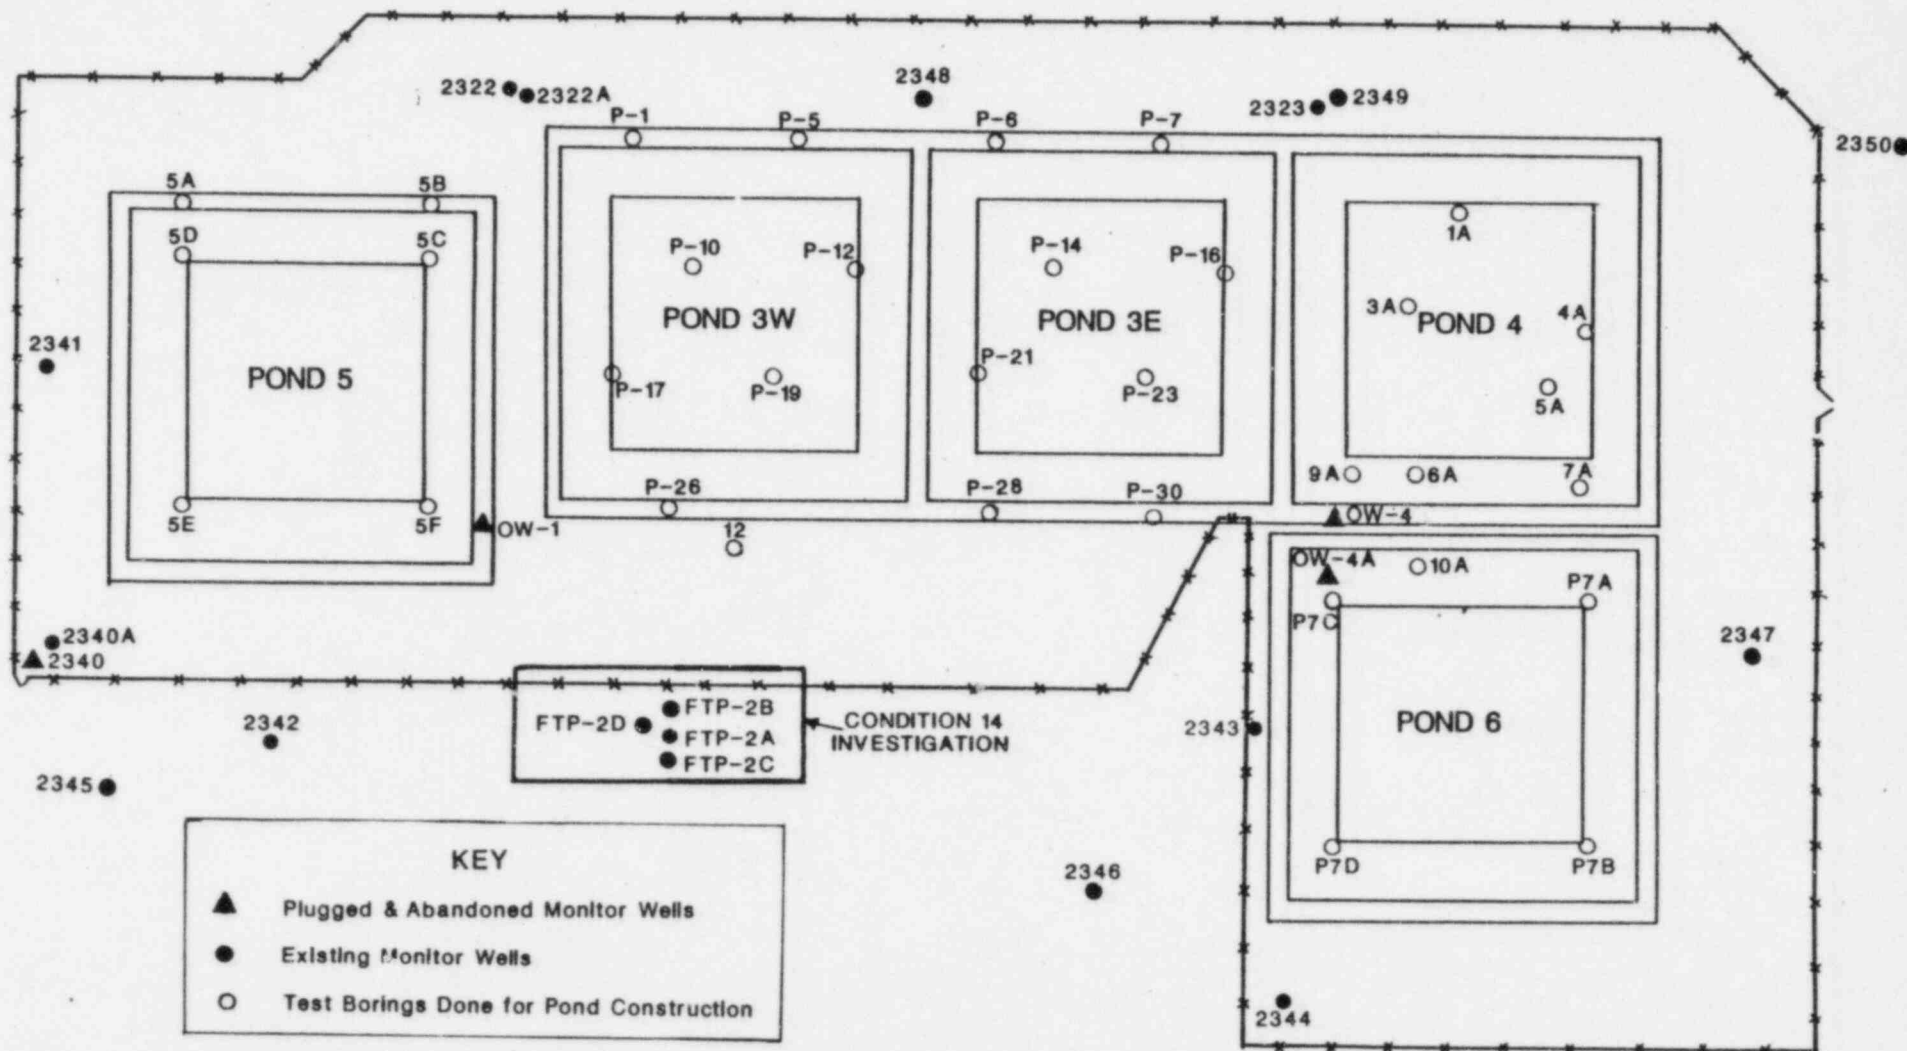 2322
2322A
2348
2323
2349
2350
P-1
P-5
P-6
P-7
5A
5B
5D
5C
P-10
P-12
P-14
P-16
1A
3A
4A
POND 3W
POND 3E
POND 4
2341
POND 5
P-17
P-19
P-21
P-23
5A
5E
5F
OW-1
P-26
12
P-28
P-30
9A
6A
7A
OW-4
OW-4A
10A
P7A
P7C
2340A
2340
2347
2342
2345
FTP-2D
FTP-2B
FTP-2A
FTP-2C
CONDITION 14
INVESTIGATION
2343
POND 6
P7D
P7B
2346
2344
KEY
Plugged & Abandoned Monitor Wells
Existing Monitor Wells
Test Borings Done for Pond Construction